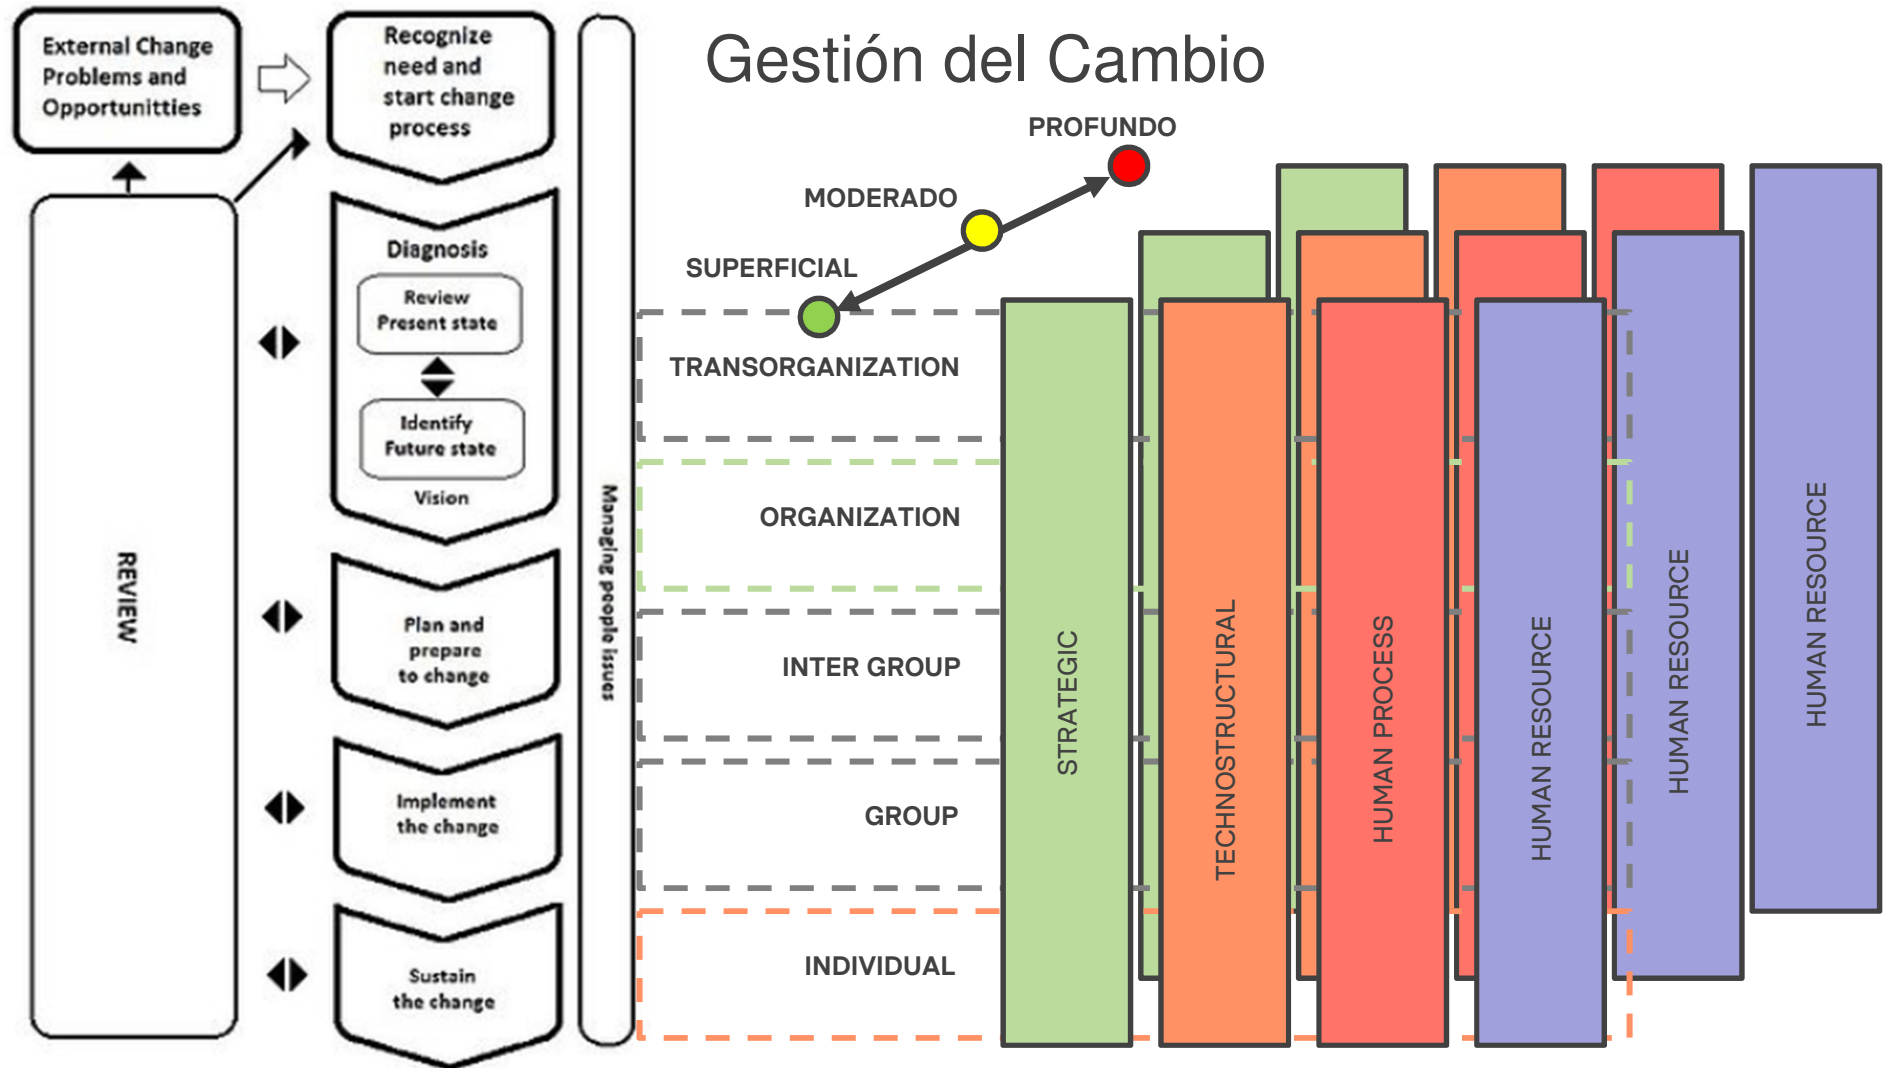 External Change
Problems and
Opportunitties
Recognize
need and
start change
process
REVIEW
Diagnosis
Review
Present state
Identify
Future state
Vision
Plan and
prepare
to change
Implement
the change
Sustain
the change
Managing people issues
Gestión del Cambio
PROFUNDO
MODERADO
SUPERFICIAL
TRANSORGANIZATION
ORGANIZATION
INTER GROUP
GROUP
INDIVIDUAL
STRATEGIC
TECHNOSTRUCTURAL
HUMAN PROCESS
HUMAN RESOURCE
HUMAN RESOURCE
HUMAN RESOURCE